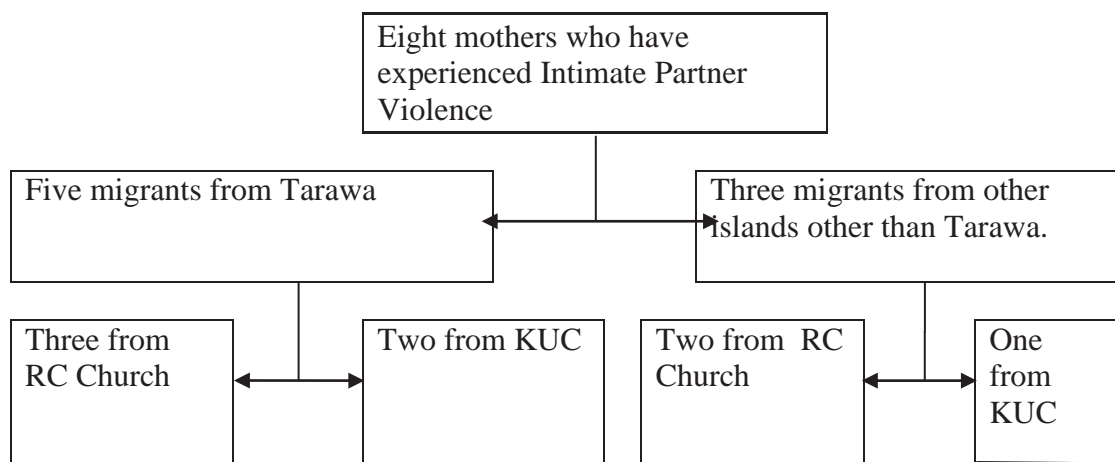 Eight mothers who have
experienced Intimate Partner
Violence
Five migrants from Tarawa
Three migrants from other
islands other than Tarawa.
Three from
RC Church
Two from KUC
Two from  RC
Church
One
from
KUC